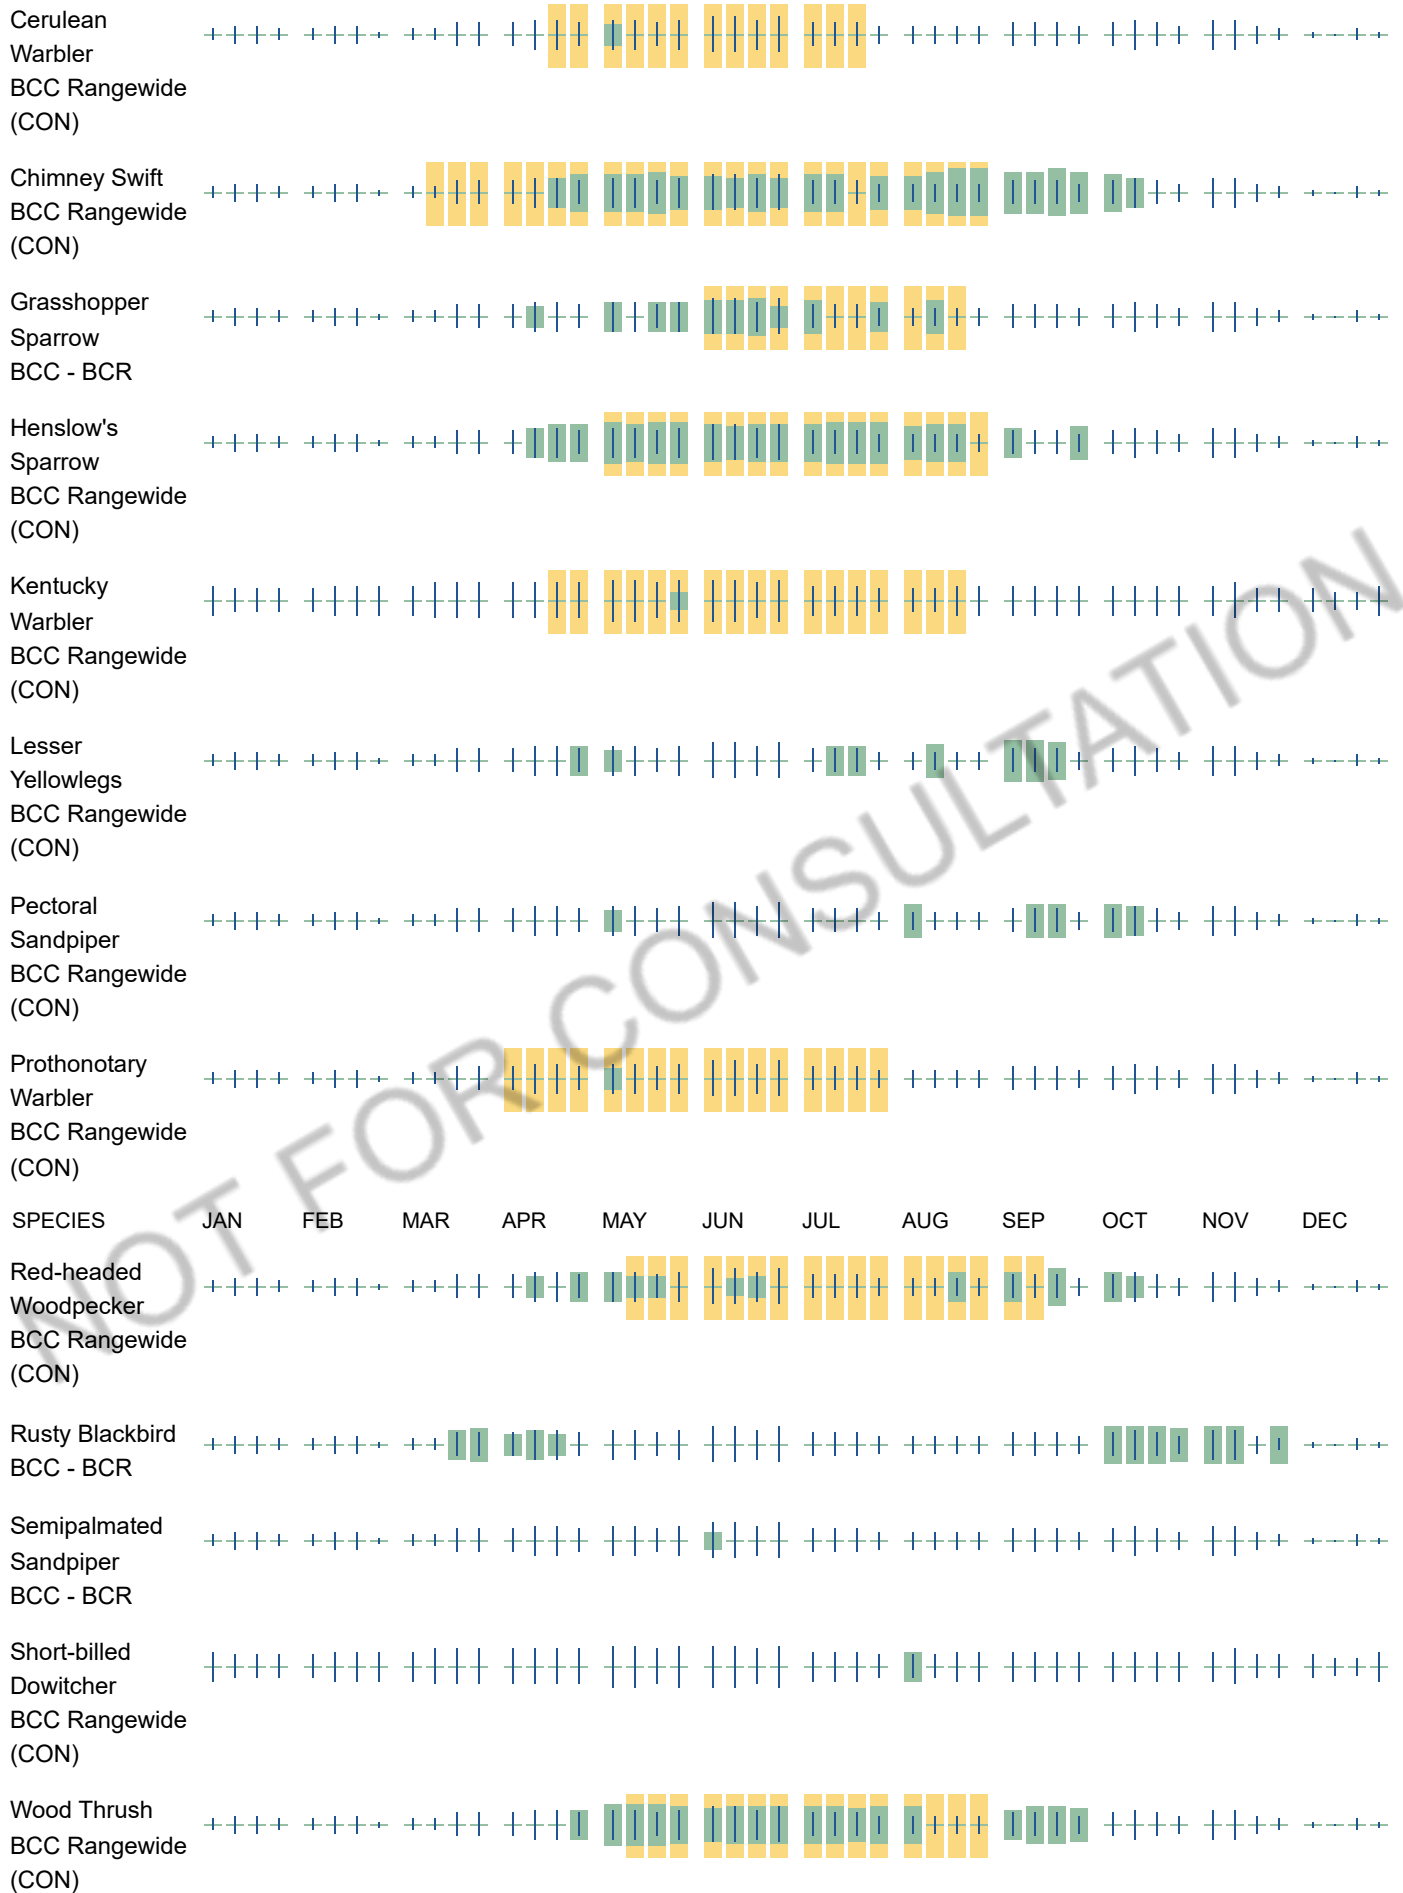 Cerulean
Warbler
BCC Rangewide
(CON)
Chimney Swift
BCC Rangewide
(CON)
Grasshopper
Sparrow
BCC - BCR
Henslow's
Sparrow
BCC Rangewide
(CON)
Kentucky
Warbler
BCC Rangewide
(CON)
Lesser
Yellowlegs
BCC Rangewide
(CON)
Pectoral
Sandpiper
BCC Rangewide
(CON)
Prothonotary
Warbler
BCC Rangewide
(CON)
SPECIES JAN FEB MAR APR MAY JUN JUL AUG SEP OCT NOV DEC
Red-headed
Woodpecker
BCC Rangewide
(CON)
Rusty Blackbird
BCC - BCR
Semipalmated
Sandpiper
BCC - BCR
Short-billed
Dowitcher
BCC Rangewide
(CON)
Wood Thrush
BCC Rangewide
(CON)
NOT FOR CONSULTATION